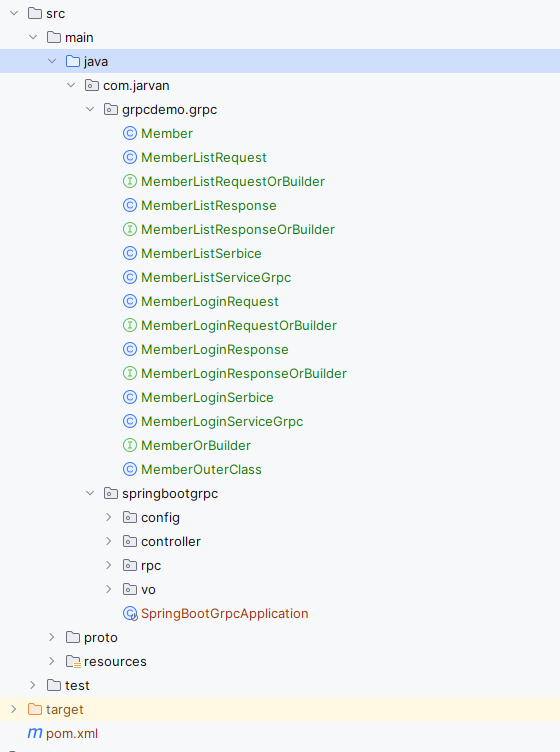 src
main
java
com.jarvan
grpcdemo.grpc
Member
MemberListRequest
MemberListRequestOrBuilder
MemberListResponse
MemberListResponseOrBuilder
MemberListSerbice
MemberListServiceGrpc
MemberLoginRequest
MemberLoginRequestOrBuilder
MemberLoginResponse
MemberLoginResponseOrBuilder
MemberLoginSerbice
MemberLoginServiceGrpc
MemberOrBuilder
MemberOuterClass
springbootgrpc
config
controller
rpc
vo
SpringBootGrpcApplication
proto
resources
test
target
pom.xml